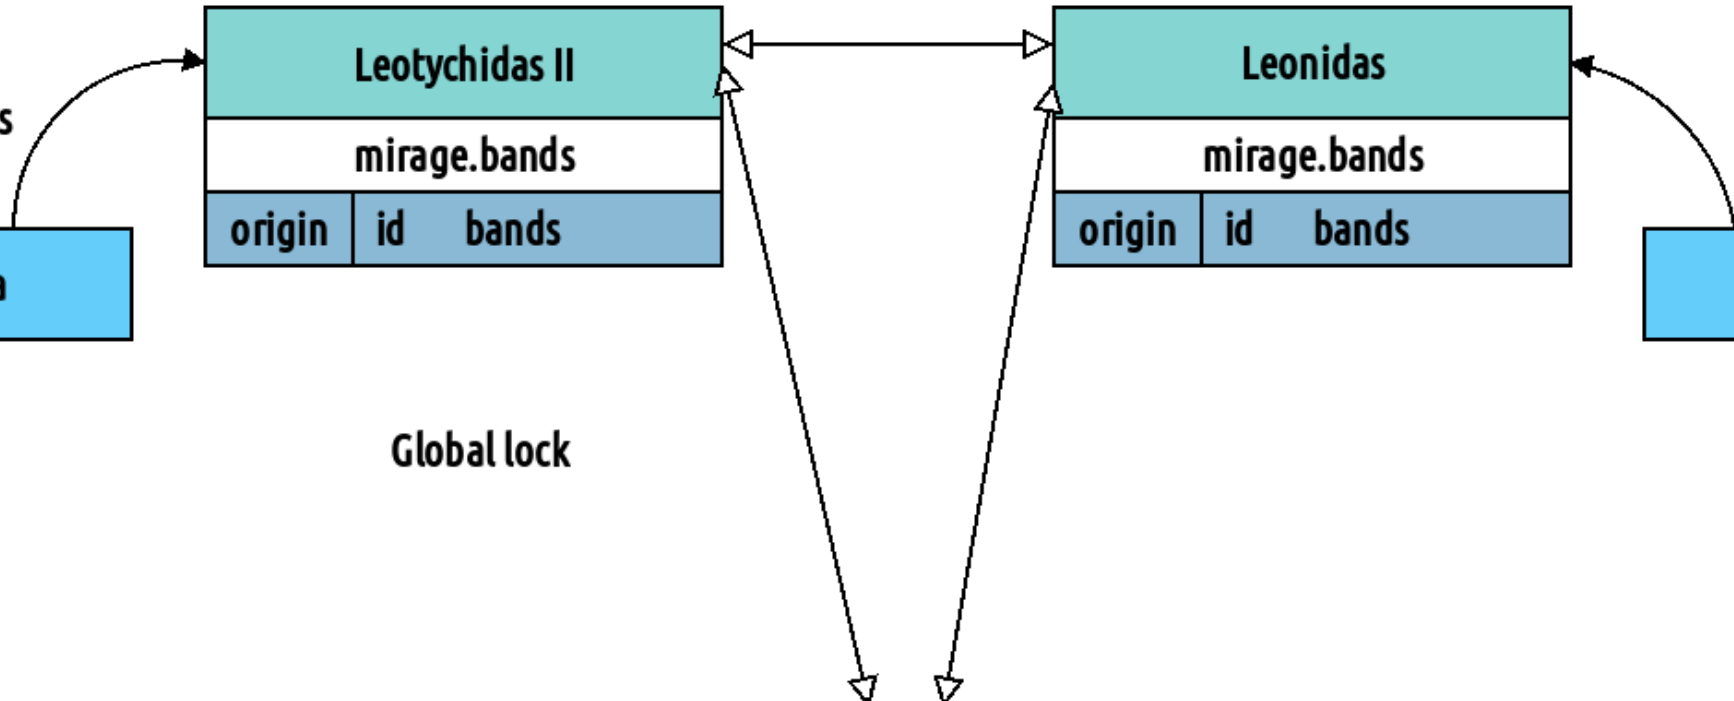 Leotychidas II
Leonidas
s
mirage.bands
mirage.bands
origin id bands
origin id bands
a
Global lock